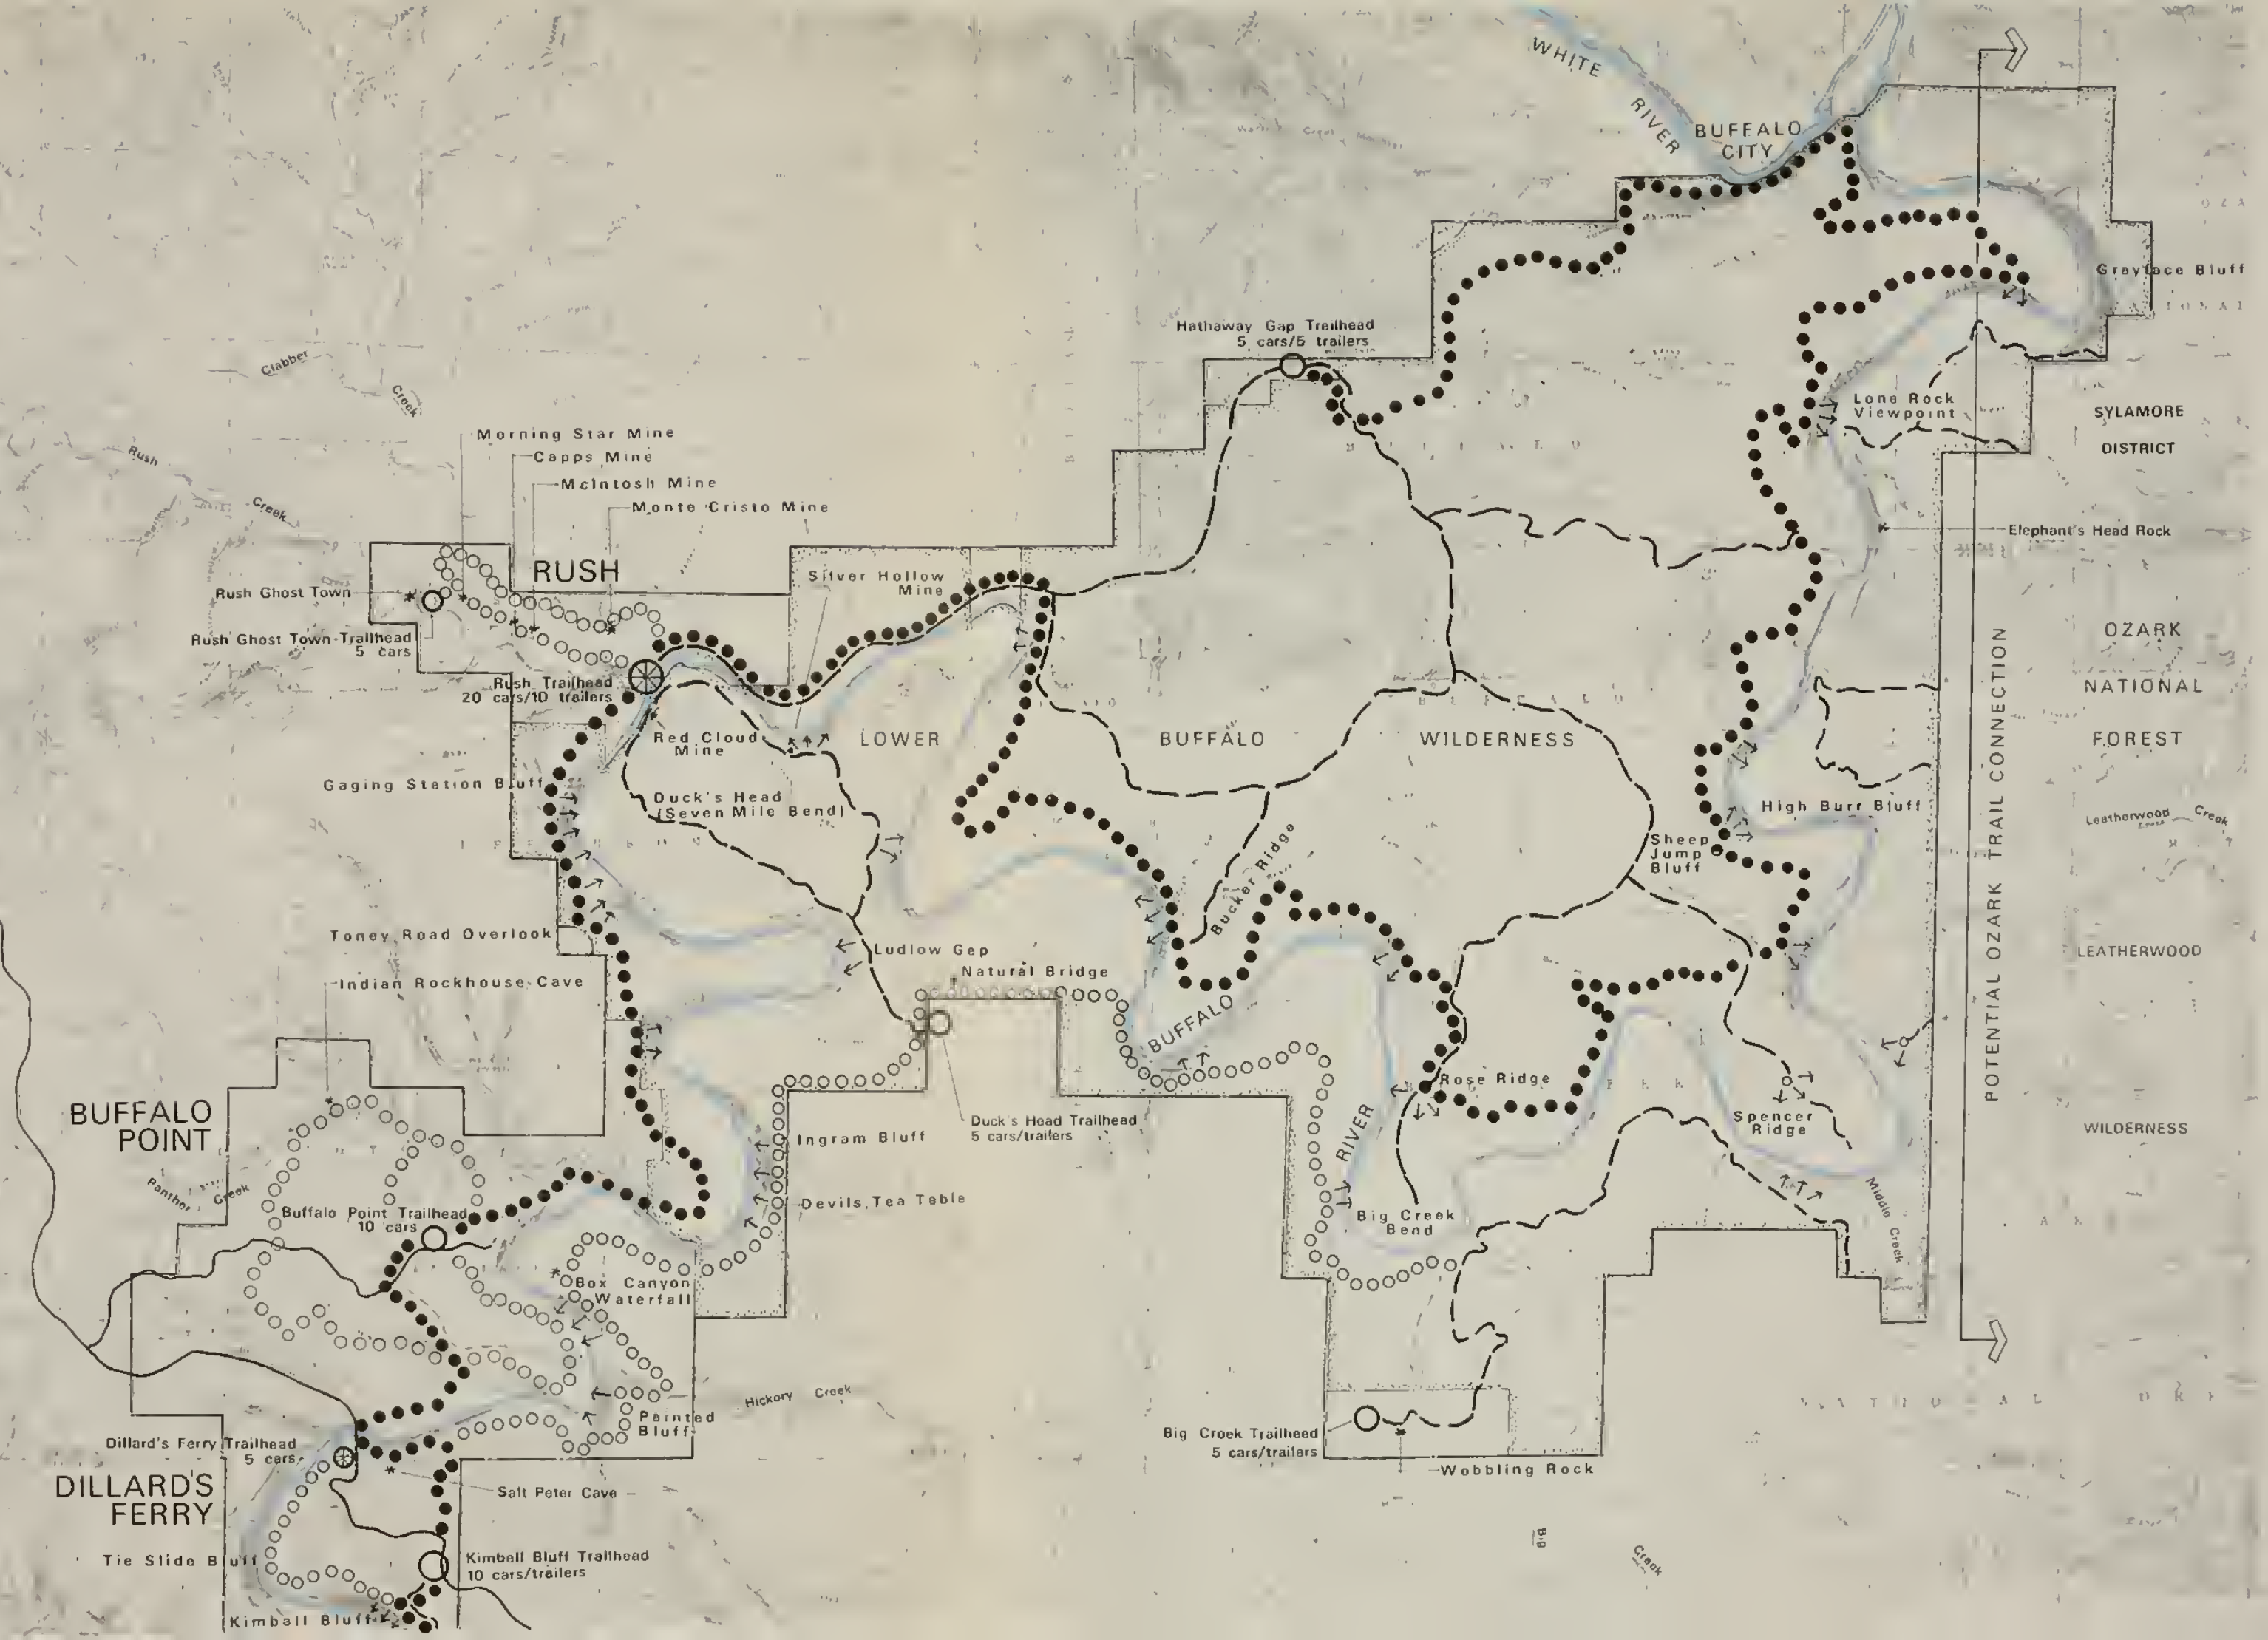 WHITE
RIVER
BUFFALO
CITY
Grayface Bluff
Hathaway Gap Trailhead
5 cars/5 trailers
Clabber
Creek
Lone Rock
Viewpoint
SYLAMORE
DISTRICT
Morning Star Mine
Capps Mine
McIntosh Mine
Monte Cristo Mine
Rush
Creek
Elephant's Head Rock
RUSH
Silver Hollow
Mine
Rush Ghost Town
Rush Ghost Town Trailhead
5 cars
Rush Trailhead
20 cars/10 trailers
OZARK
NATIONAL
FOREST
POTENTIAL OZARK TRAIL CONNECTION
Red Cloud
Mine
LOWER
BUFFALO
WILDERNESS
Gaging Station Bluff
Duck's Head
(Seven Mile Bend)
High Burr Bluff
Leatherwood
Creek
Sheep
Jump
Bluff
Bucker Ridge
Toney Road Overlook
Ludlow Gap
Natural Bridge
LEATHERWOOD
Indian Rockhouse Cave
BUFFALO
RIVER
Rose Ridge
BUFFALO
POINT
Duck's Head Trailhead
5 cars/trailers
Spencer
Ridge
WILDERNESS
Ingram Bluff
Panther
Creek
Devils Tea Table
Middle Creek
Buffalo Point Trailhead
10 cars
Big Creek
Bend
Box Canyon
Waterfall
Hickory Creek
Painted
Bluff
Big Creek Trailhead
5 cars/trailers
Dillard's Ferry Trailhead
5 cars
Wobbling Rock
DILLARD'S
FERRY
Salt Peter Cave
Big
Creek
Tie Slide Bluff
Kimball Bluff Trailhead
10 cars/trailers
Kimball Bluff